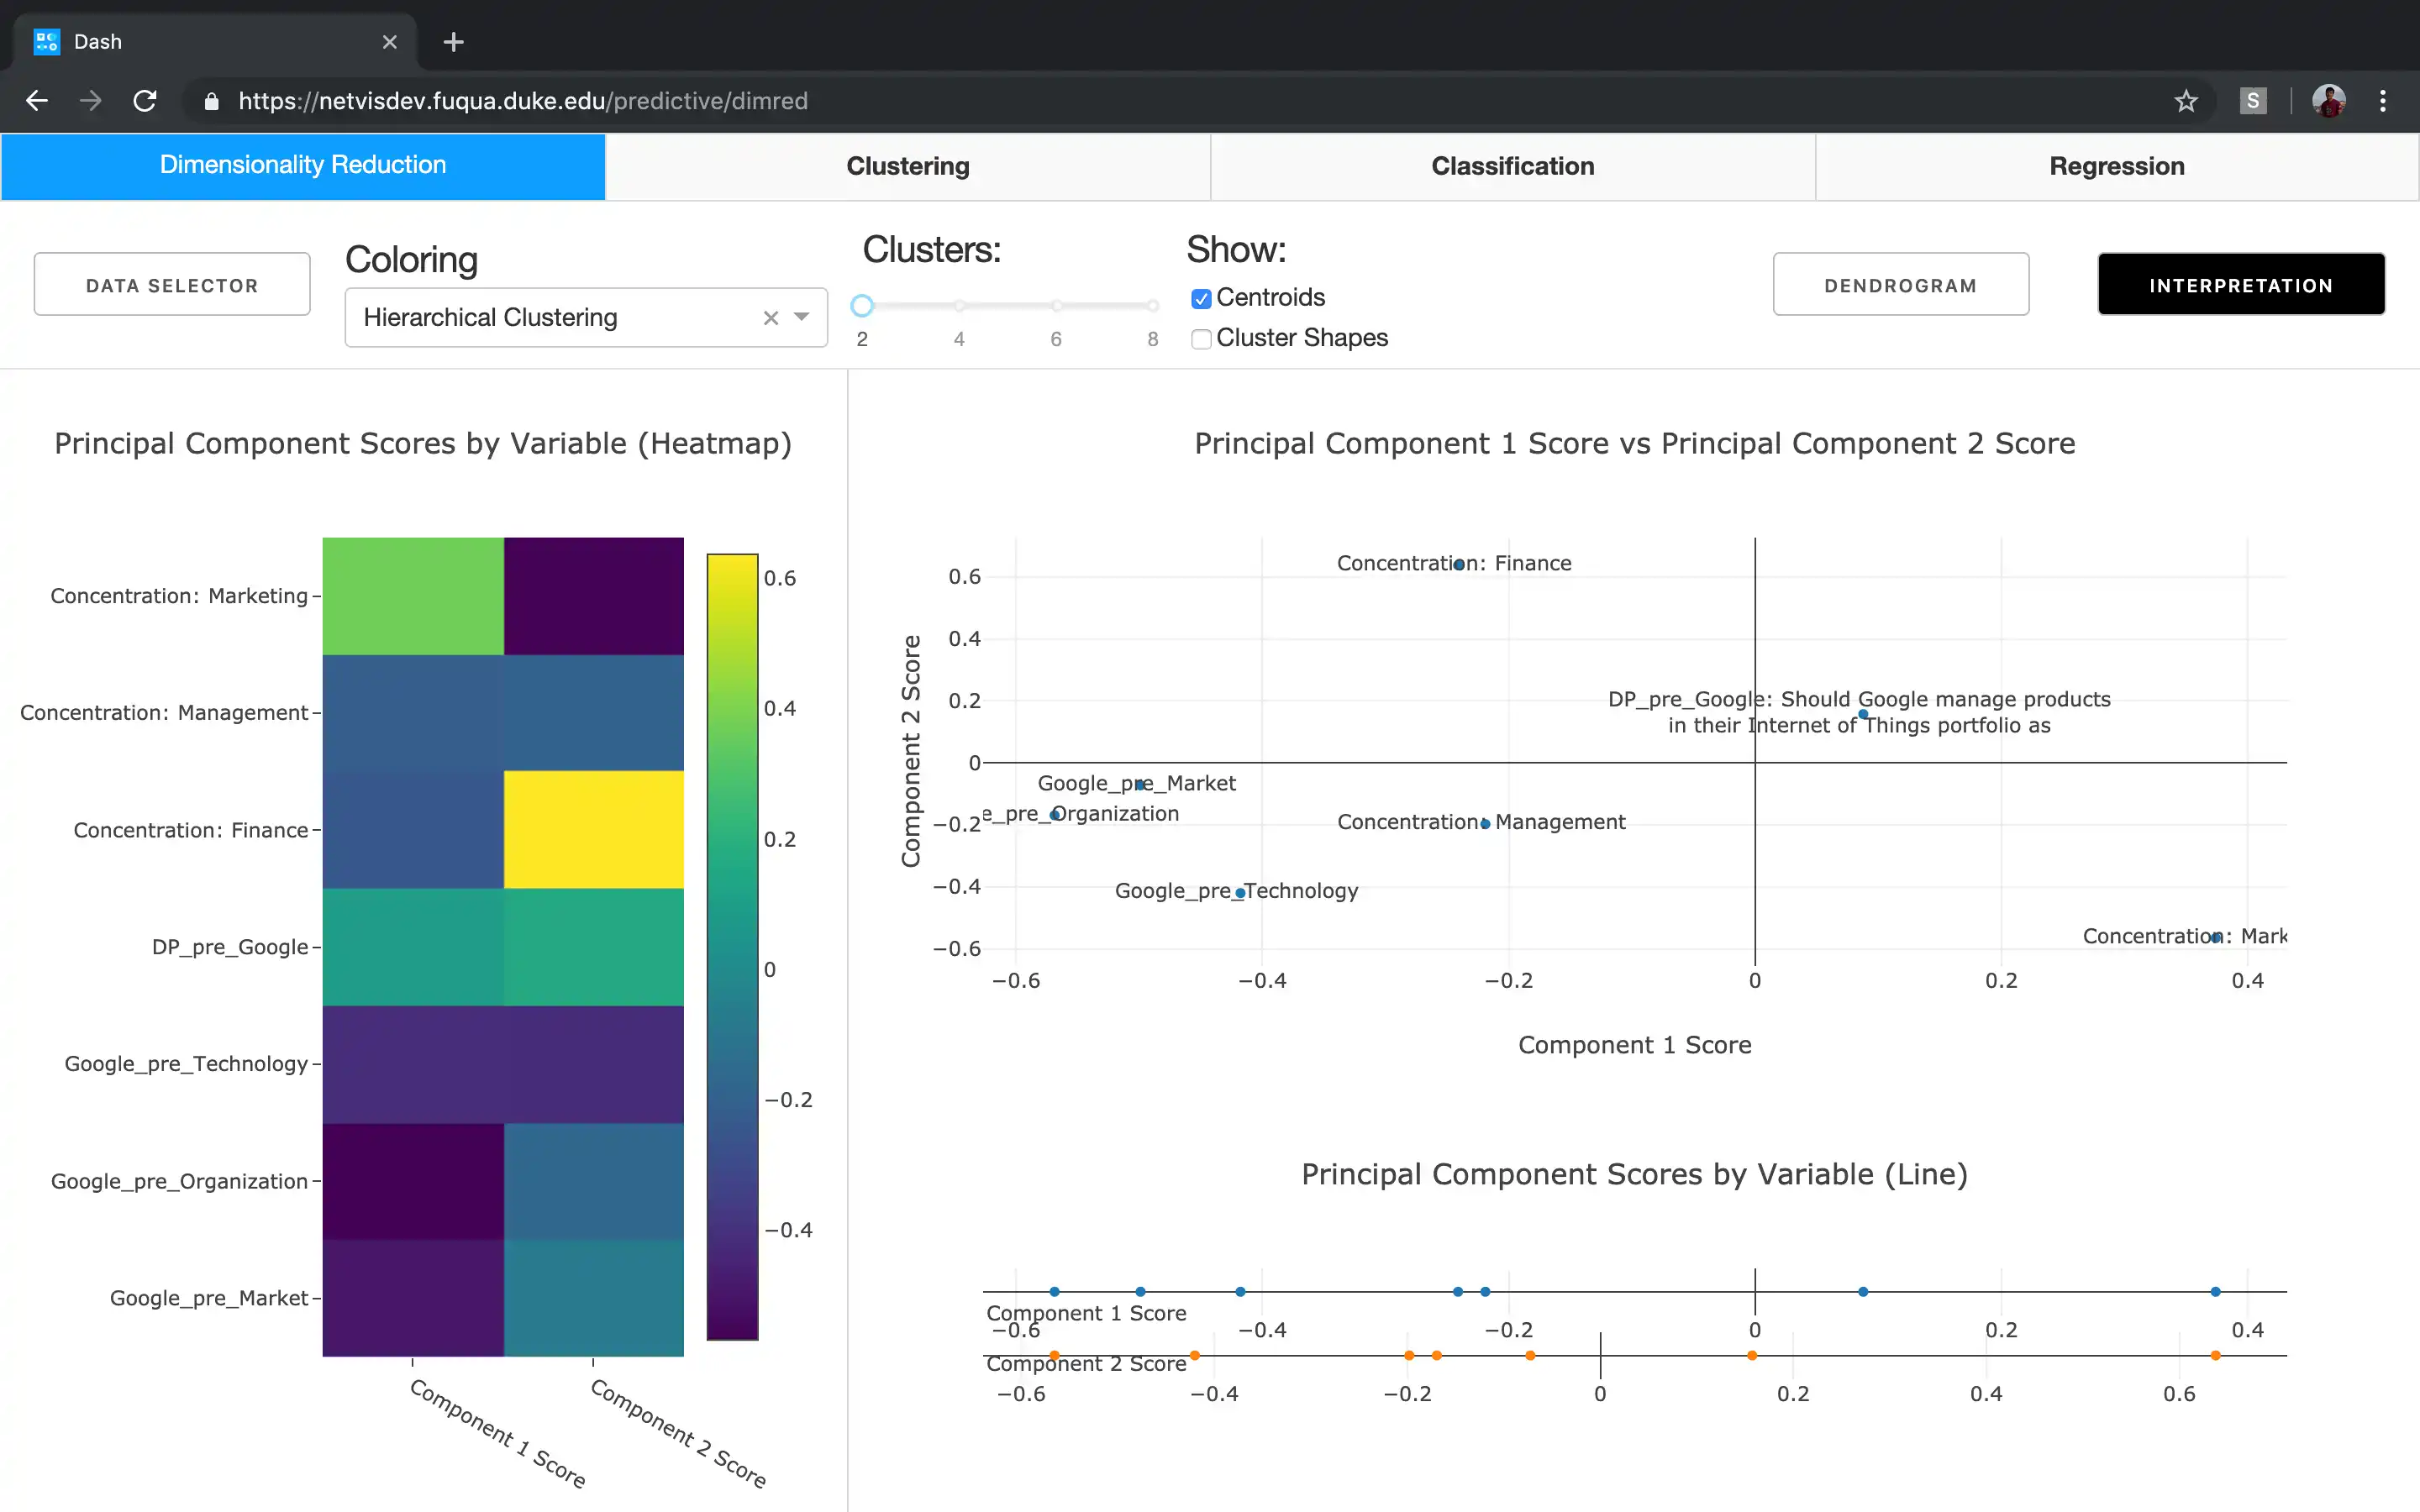 Dash
https://netvisdev.fuqua.duke.edu/predictive/dimred
S
Dimensionality Reduction
Clustering
Classification
Regression
DATA SELECTOR
Coloring
Hierarchical Clustering
Clusters:
2 4 6 8
Show:
Centroids
Cluster Shapes
DENDROGRAM
INTERPRETATION
Principal Component Scores by Variable (Heatmap)
Concentration: Marketing
Concentration: Management
Concentration: Finance
DP_pre_Google
Google_pre_Technology
Google_pre_Organization
Google_pre_Market
Component 1 Score
Component 2 Score
0.6
0.4
0.2
0
−0.2
−0.4
Principal Component 1 Score vs Principal Component 2 Score
Component 2 Score
0.6
0.4
0.2
0
−0.2
−0.4
−0.6
Concentration: Finance
DP_pre_Google: Should Google manage products
in their Internet of Things portfolio as
Google_pre_Market
e_pre_Organization
Concentration: Management
Google_pre_Technology
Concentration: Mark
−0.6 −0.4 −0.2 0 0.2 0.4
Component 1 Score
Principal Component Scores by Variable (Line)
Component 1 Score
−0.6 −0.4 −0.2 0 0.2 0.4
Component 2 Score
−0.6 −0.4 −0.2 0 0.2 0.4 0.6